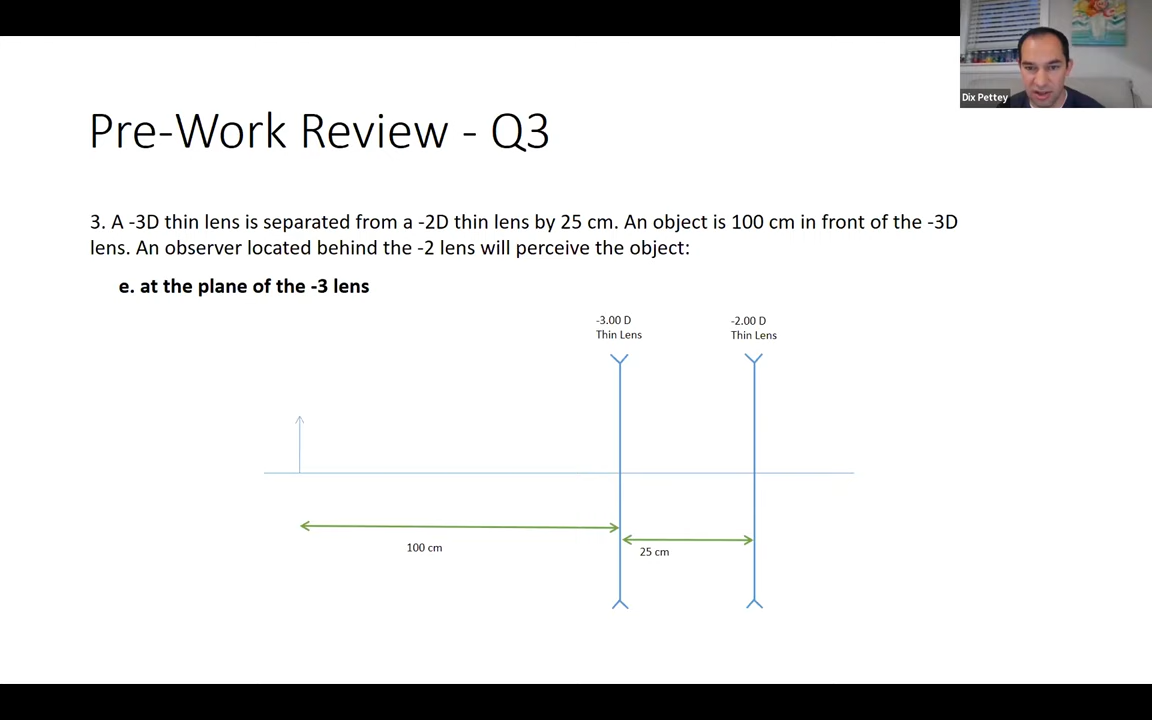 Dix Pettey
Pre-Work Review - Q3
3. A -3D thin lens is separated from a -2D thin lens by 25 cm. An object is 100 cm in front of the -3D
lens. An observer located behind the -2 lens will perceive the object:
e. at the plane of the -3 lens
-3.00 D
Thin Lens
-2.00 D
Thin Lens
100 cm
25 cm